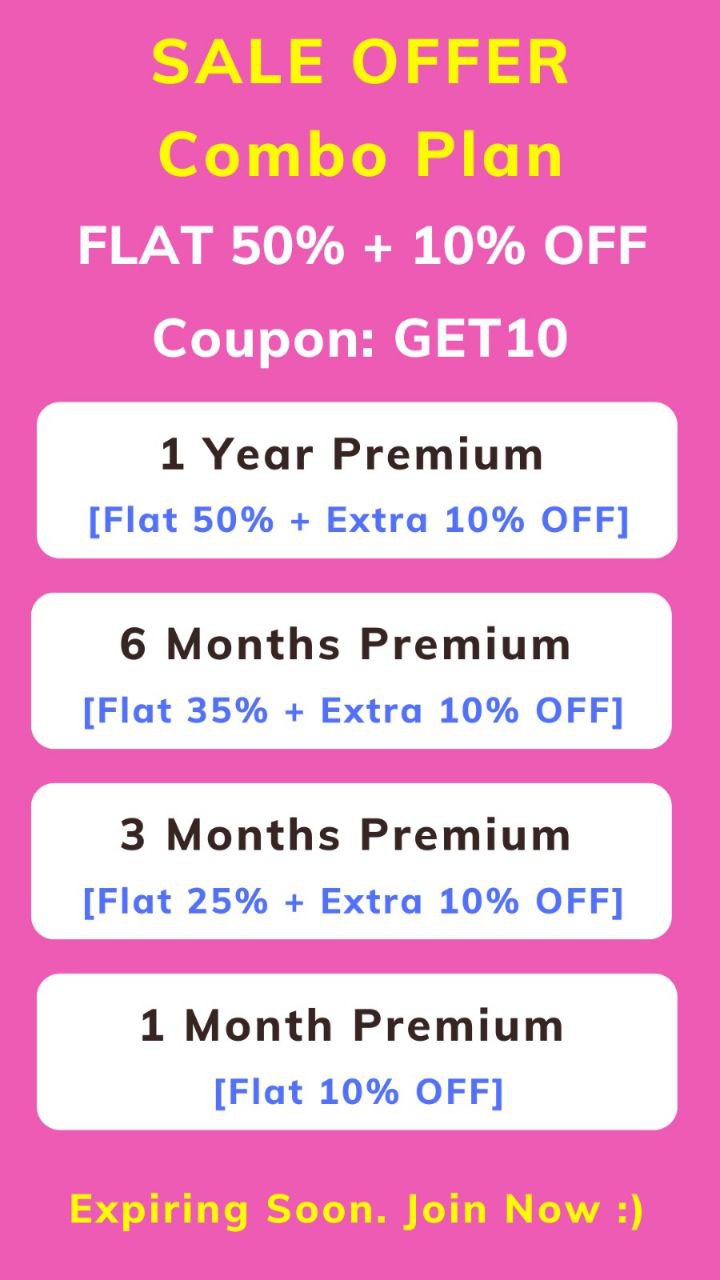 SALE OFFER
Combo Plan
FLAT 50% + 10% OFF
Coupon: GET10
1 Year Premium
[Flat 50% + Extra 10% OFF]
6 Months Premium
[Flat 35% + Extra 10% OFF]
3 Months Premium
[Flat 25% + Extra 10% OFF]
1 Month Premium
[Flat 10% OFF]
Expiring Soon. Join Now :)